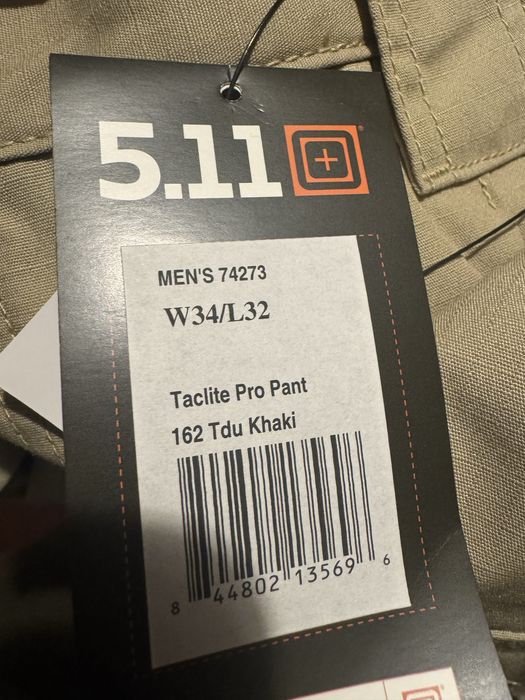 5.11
MEN'S 74273
W34/L32
Taclite Pro Pant
162 Tdu Khaki
8 44802 13569 6